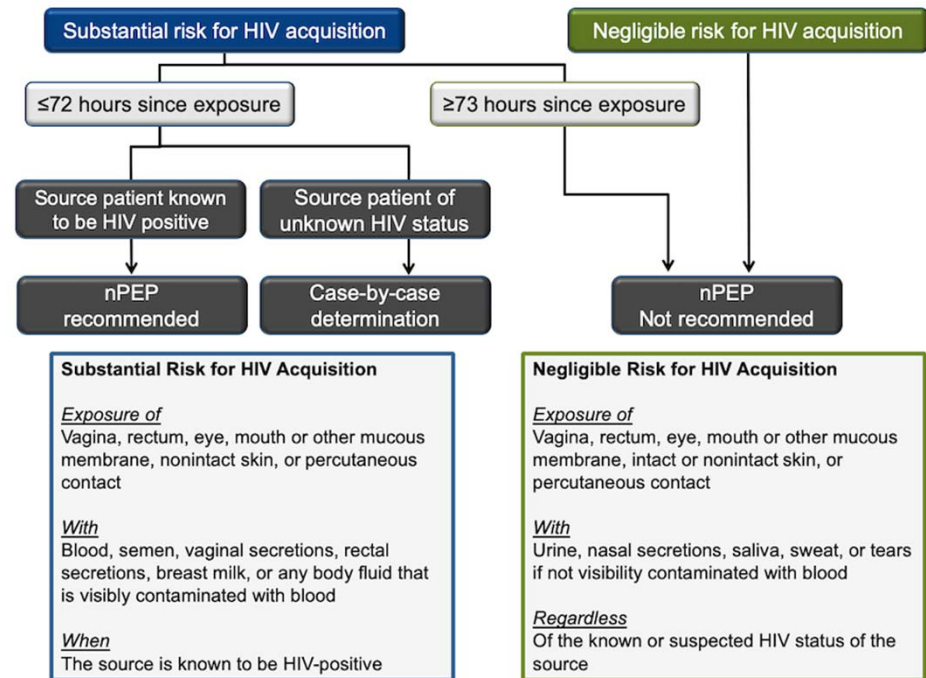 Substantial risk for HIV acquisition
Negligible risk for HIV acquisition
≤72 hours since exposure
≥73 hours since exposure
Source patient known
to be HIV positive
Source patient of
unknown HIV status
nPEP
recommended
Case-by-case
determination
nPEP
Not recommended
Substantial Risk for HIV Acquisition
Exposure of
Vagina, rectum, eye, mouth or other mucous
membrane, nonintact skin, or percutaneous
contact
With
Blood, semen, vaginal secretions, rectal
secretions, breast milk, or any body fluid that
is visibly contaminated with blood
When
The source is known to be HIV-positive
Negligible Risk for HIV Acquisition
Exposure of
Vagina, rectum, eye, mouth or other mucous
membrane, intact or nonintact skin, or
percutaneous contact
With
Urine, nasal secretions, saliva, sweat, or tears
if not visibility contaminated with blood
Regardless
Of the known or suspected HIV status of the
source